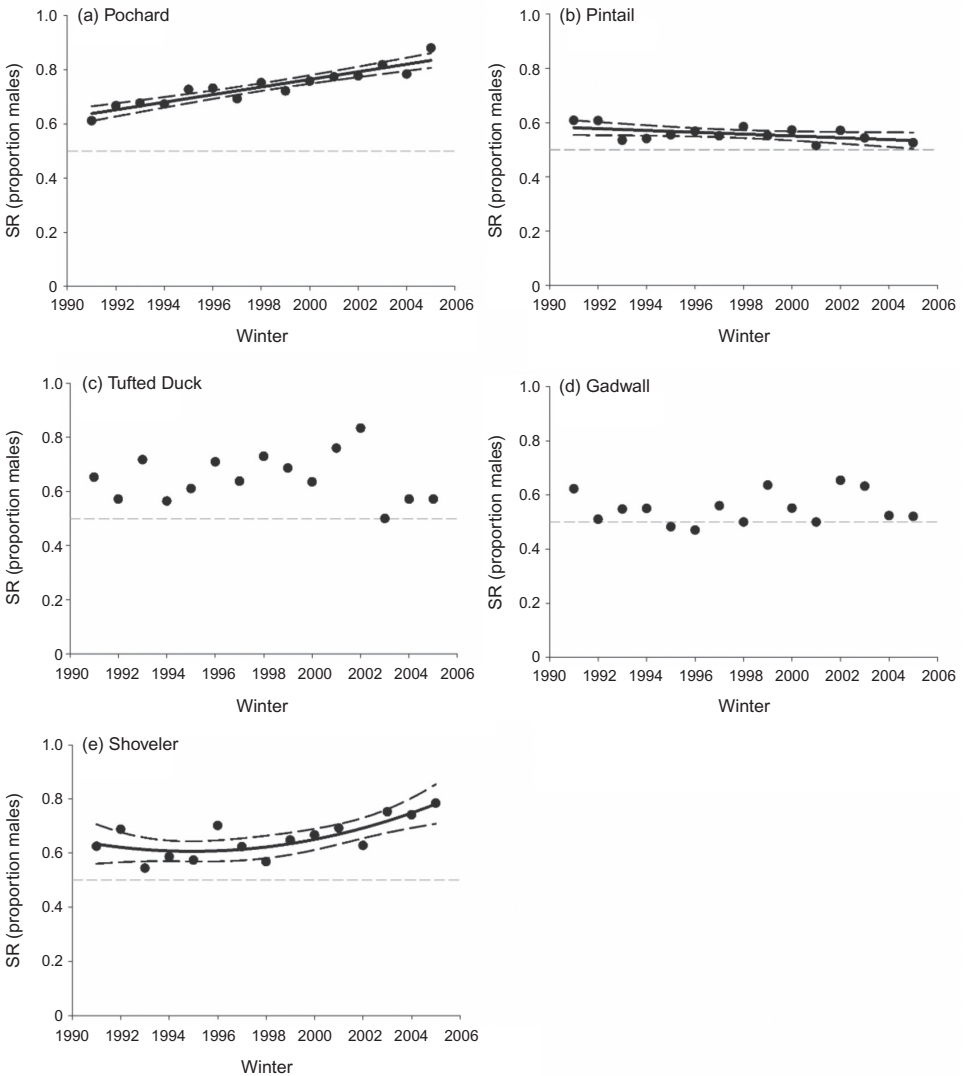 (a) Pochard
1.0
0.8
0.6
0.4
0.2
0
SR (proportion males)
1990 1992 1994 1996 1998 2000 2002 2004 2006
Winter
(b) Pintail
1.0
0.8
0.6
0.4
0.2
0
SR (proportion males)
1990 1992 1994 1996 1998 2000 2002 2004 2006
Winter
(c) Tufted Duck
1.0
0.8
0.6
0.4
0.2
0
SR (proportion males)
1990 1992 1994 1996 1998 2000 2002 2004 2006
Winter
(d) Gadwall
1.0
0.8
0.6
0.4
0.2
0
SR (proportion males)
1990 1992 1994 1996 1998 2000 2002 2004 2006
Winter
(e) Shoveler
1.0
0.8
0.6
0.4
0.2
0
SR (proportion males)
1990 1992 1994 1996 1998 2000 2002 2004 2006
Winter